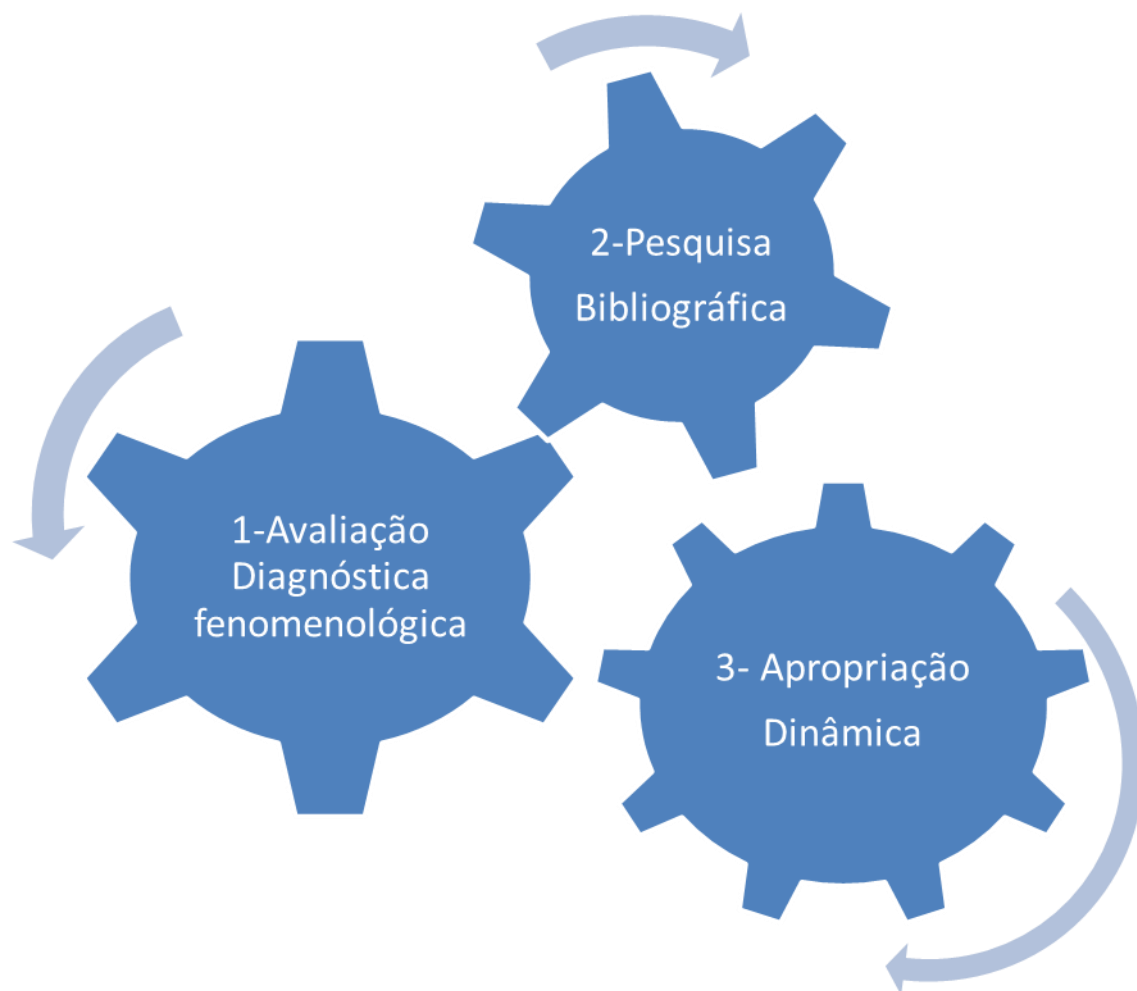 1-Avaliação
Diagnóstica
fenomenológica
2-Pesquisa
Bibliográfica
3- Apropriação
Dinâmica